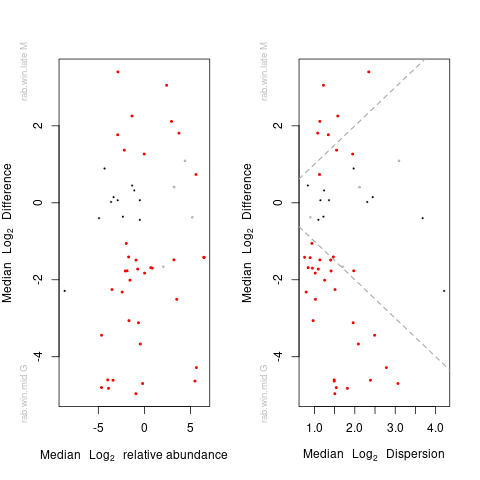 rab.win.late M
rab.win.mid G
Median Log2 Difference
2
0
-2
-4
-5
0
5
Median Log2 relative abundance
rab.win.late M
rab.win.mid G
Median Log2 Difference
2
0
-2
-4
1.0
2.0
3.0
4.0
Median Log2 Dispersion